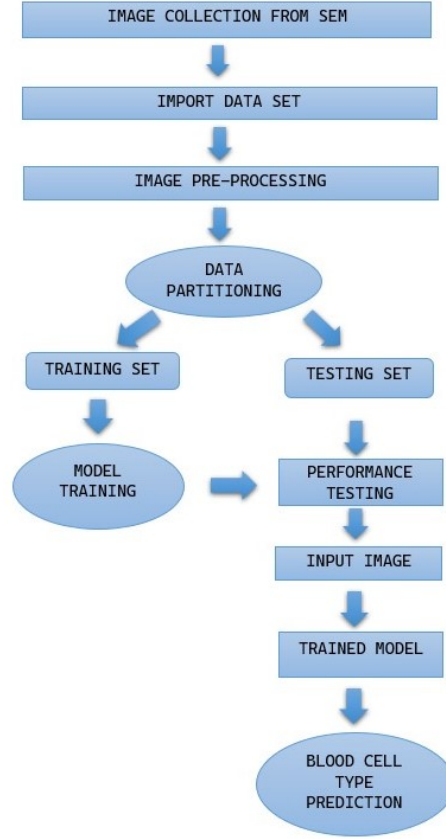 IMAGE COLLECTION FROM SEM
IMPORT DATA SET
IMAGE PRE-PROCESSING
DATA
PARTITIONING
TRAINING SET
TESTING SET
MODEL
TRAINING
PERFORMANCE
TESTING
INPUT IMAGE
TRAINED MODEL
BLOOD CELL
TYPE
PREDICTION